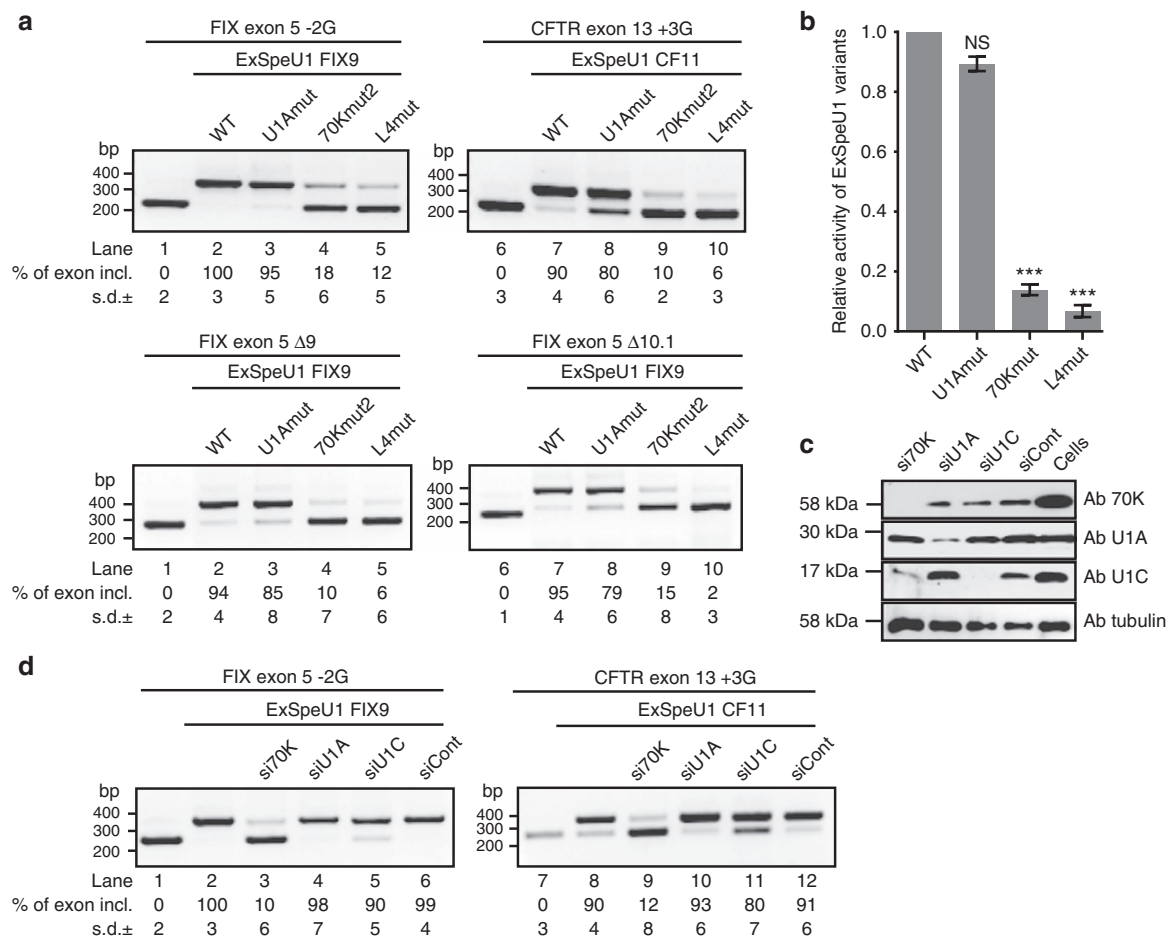 a
FIX exon 5 -2G
ExSpeU1 FIX9
WT U1Amut 70Kmut2 L4mut
bp
400
300
200
Lane 1 2 3 4 5
% of exon incl. 0 100 95 18 12
s.d.± 2 3 5 6 5
CFTR exon 13 +3G
ExSpeU1 CF11
WT U1Amut 70Kmut2 L4mut
bp
400
300
200
6 7 8 9 10
0 90 80 10 6
3 4 6 2 3
FIX exon 5 Δ9
ExSpeU1 FIX9
WT U1Amut 70Kmut2 L4mut
bp
400
300
200
Lane 1 2 3 4 5
% of exon incl. 0 94 85 10 6
s.d.± 2 4 8 7 6
FIX exon 5 Δ10.1
ExSpeU1 FIX9
WT U1Amut 70Kmut2 L4mut
bp
400
300
200
6 7 8 9 10
0 95 79 15 2
1 4 6 8 3
b
Relative activity of ExSpeU1 variants
1.0
0.8
0.6
0.4
0.2
0.0
NS
***
***
WT U1Amut 70Kmut L4mut
c
si70K siU1A siU1C siCont Cells
58 kDa Ab 70K
30 kDa Ab U1A
17 kDa Ab U1C
58 kDa Ab tubulin
d
FIX exon 5 -2G
ExSpeU1 FIX9
si70K siU1A siU1C siCont
bp
400
300
200
Lane 1 2 3 4 5 6
% of exon incl. 0 100 10 98 90 99
s.d.± 2 3 6 7 5 4
CFTR exon 13 +3G
ExSpeU1 CF11
si70K siU1A siU1C siCont
bp
400
300
200
7 8 9 10 11 12
0 90 12 93 80 91
3 4 8 6 7 6